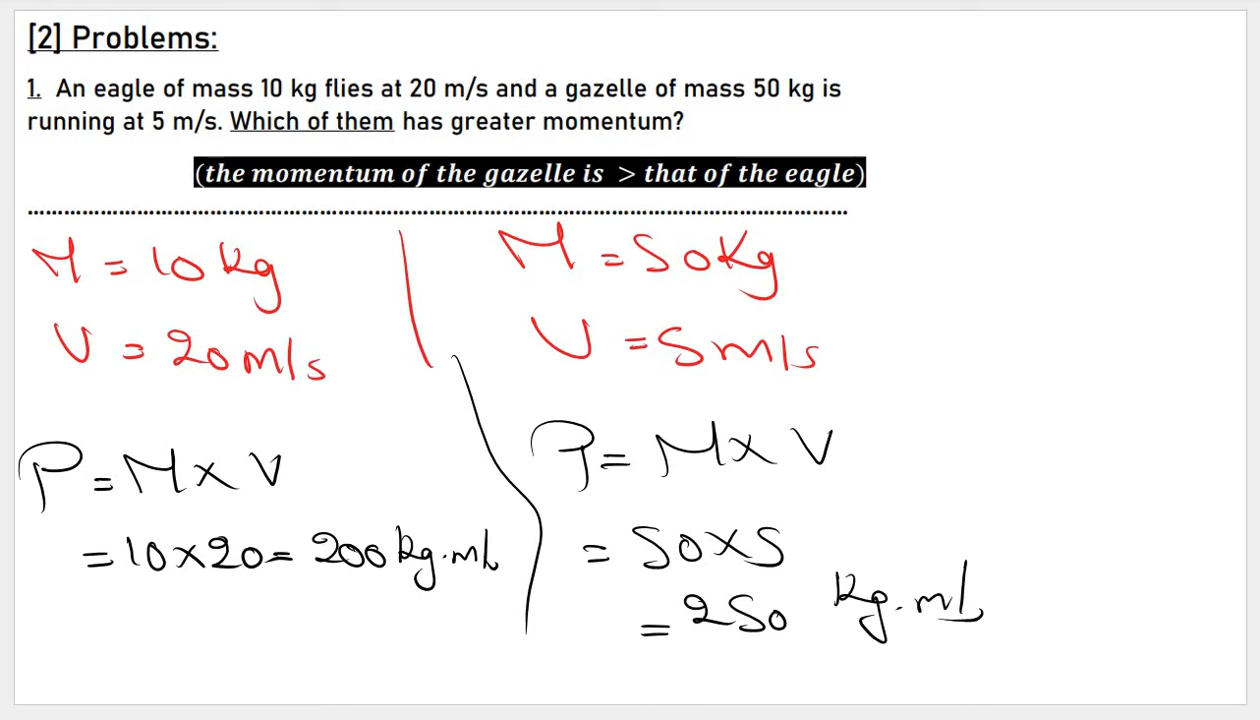 [2] Problems:
1. An eagle of mass 10 kg flies at 20 m/s and a gazelle of mass 50 kg is
running at 5 m/s. Which of them has greater momentum?
(the momentum of the gazelle is > that of the eagle)
M = 10 kg
V = 20 m/s
P = M × V
= 10 × 20 = 200 kg.m/s
M = 50 Kg
V = 5 m/s
P = M × V
= 50 × 5
= 250 kg.m/s